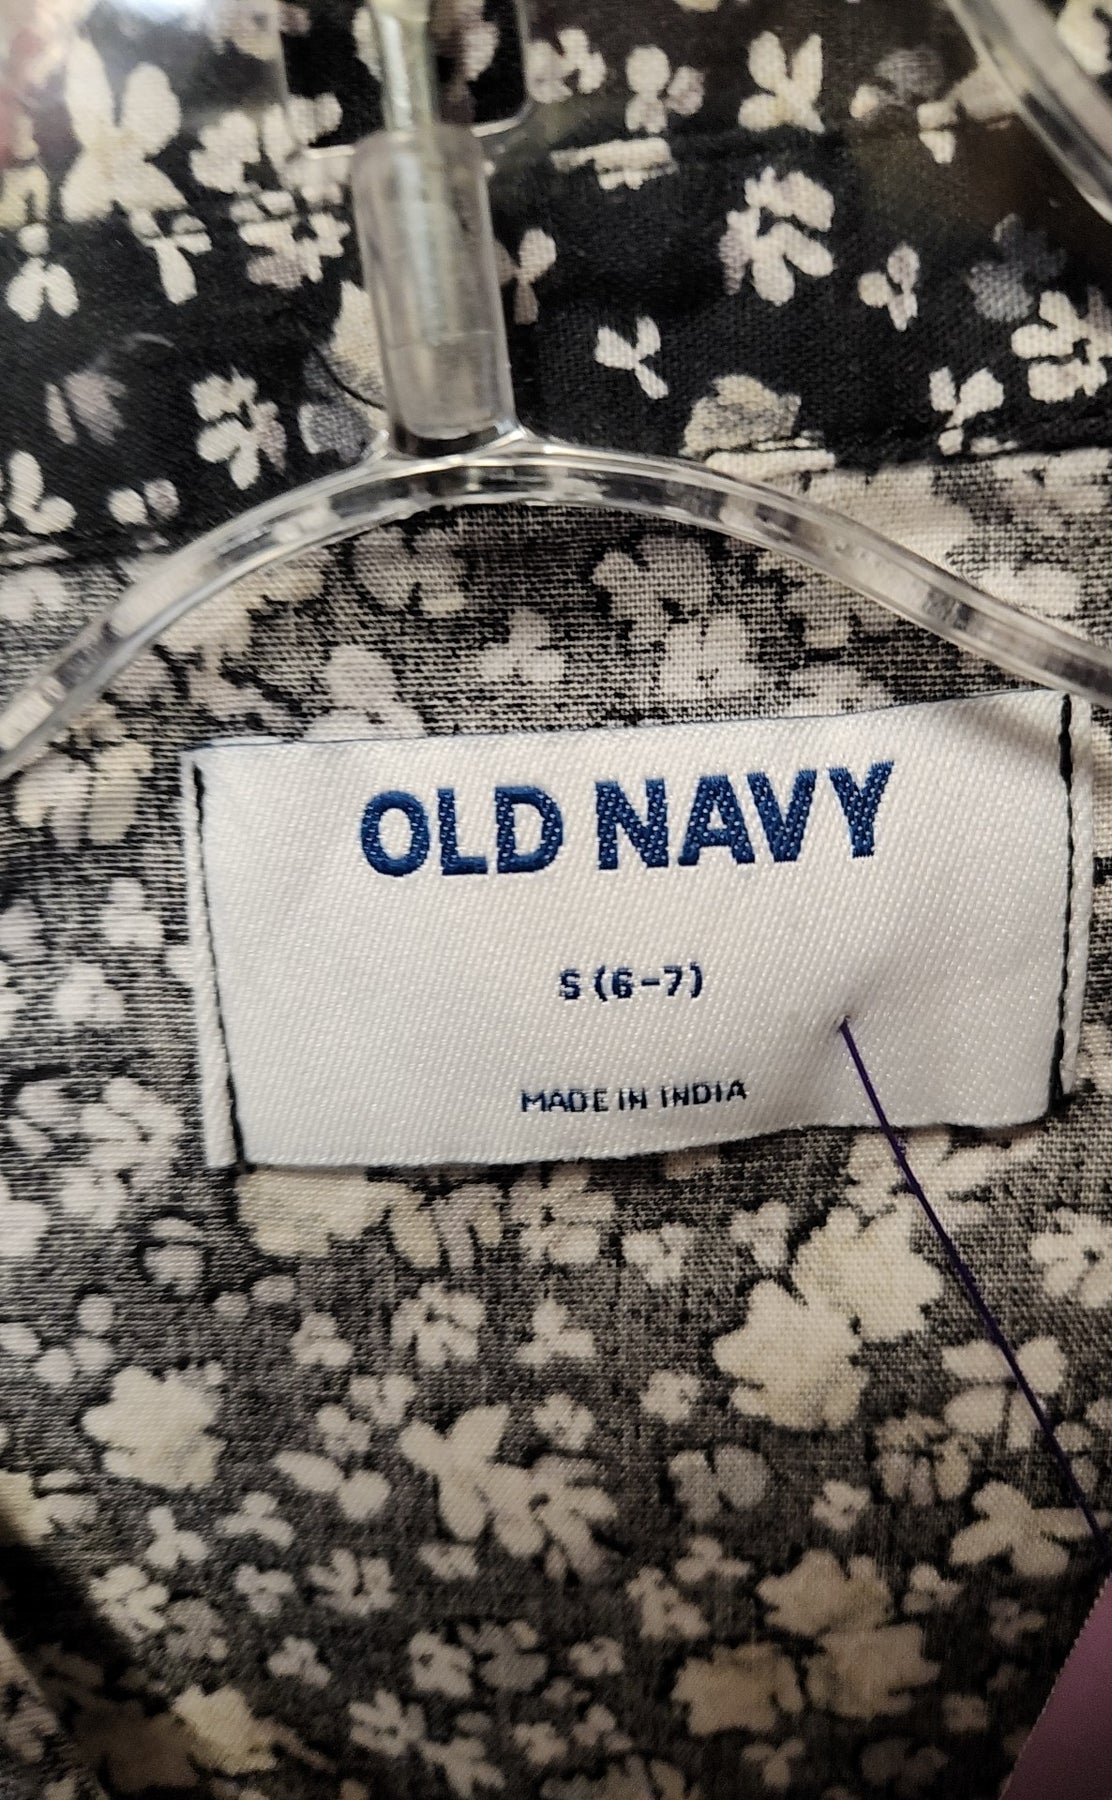 OLD NAVY
S (6-7)
MADE IN INDIA